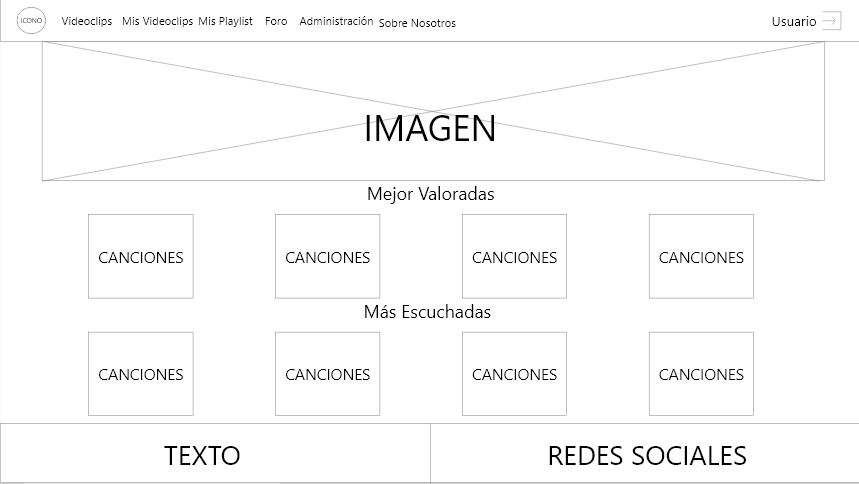 ICONO Videoclips Mis Videoclips Mis Playlist Foro Administración Sobre Nosotros Usuario
IMAGEN
Mejor Valoradas
CANCIONES CANCIONES CANCIONES CANCIONES
Más Escuchadas
CANCIONES CANCIONES CANCIONES CANCIONES
TEXTO REDES SOCIALES